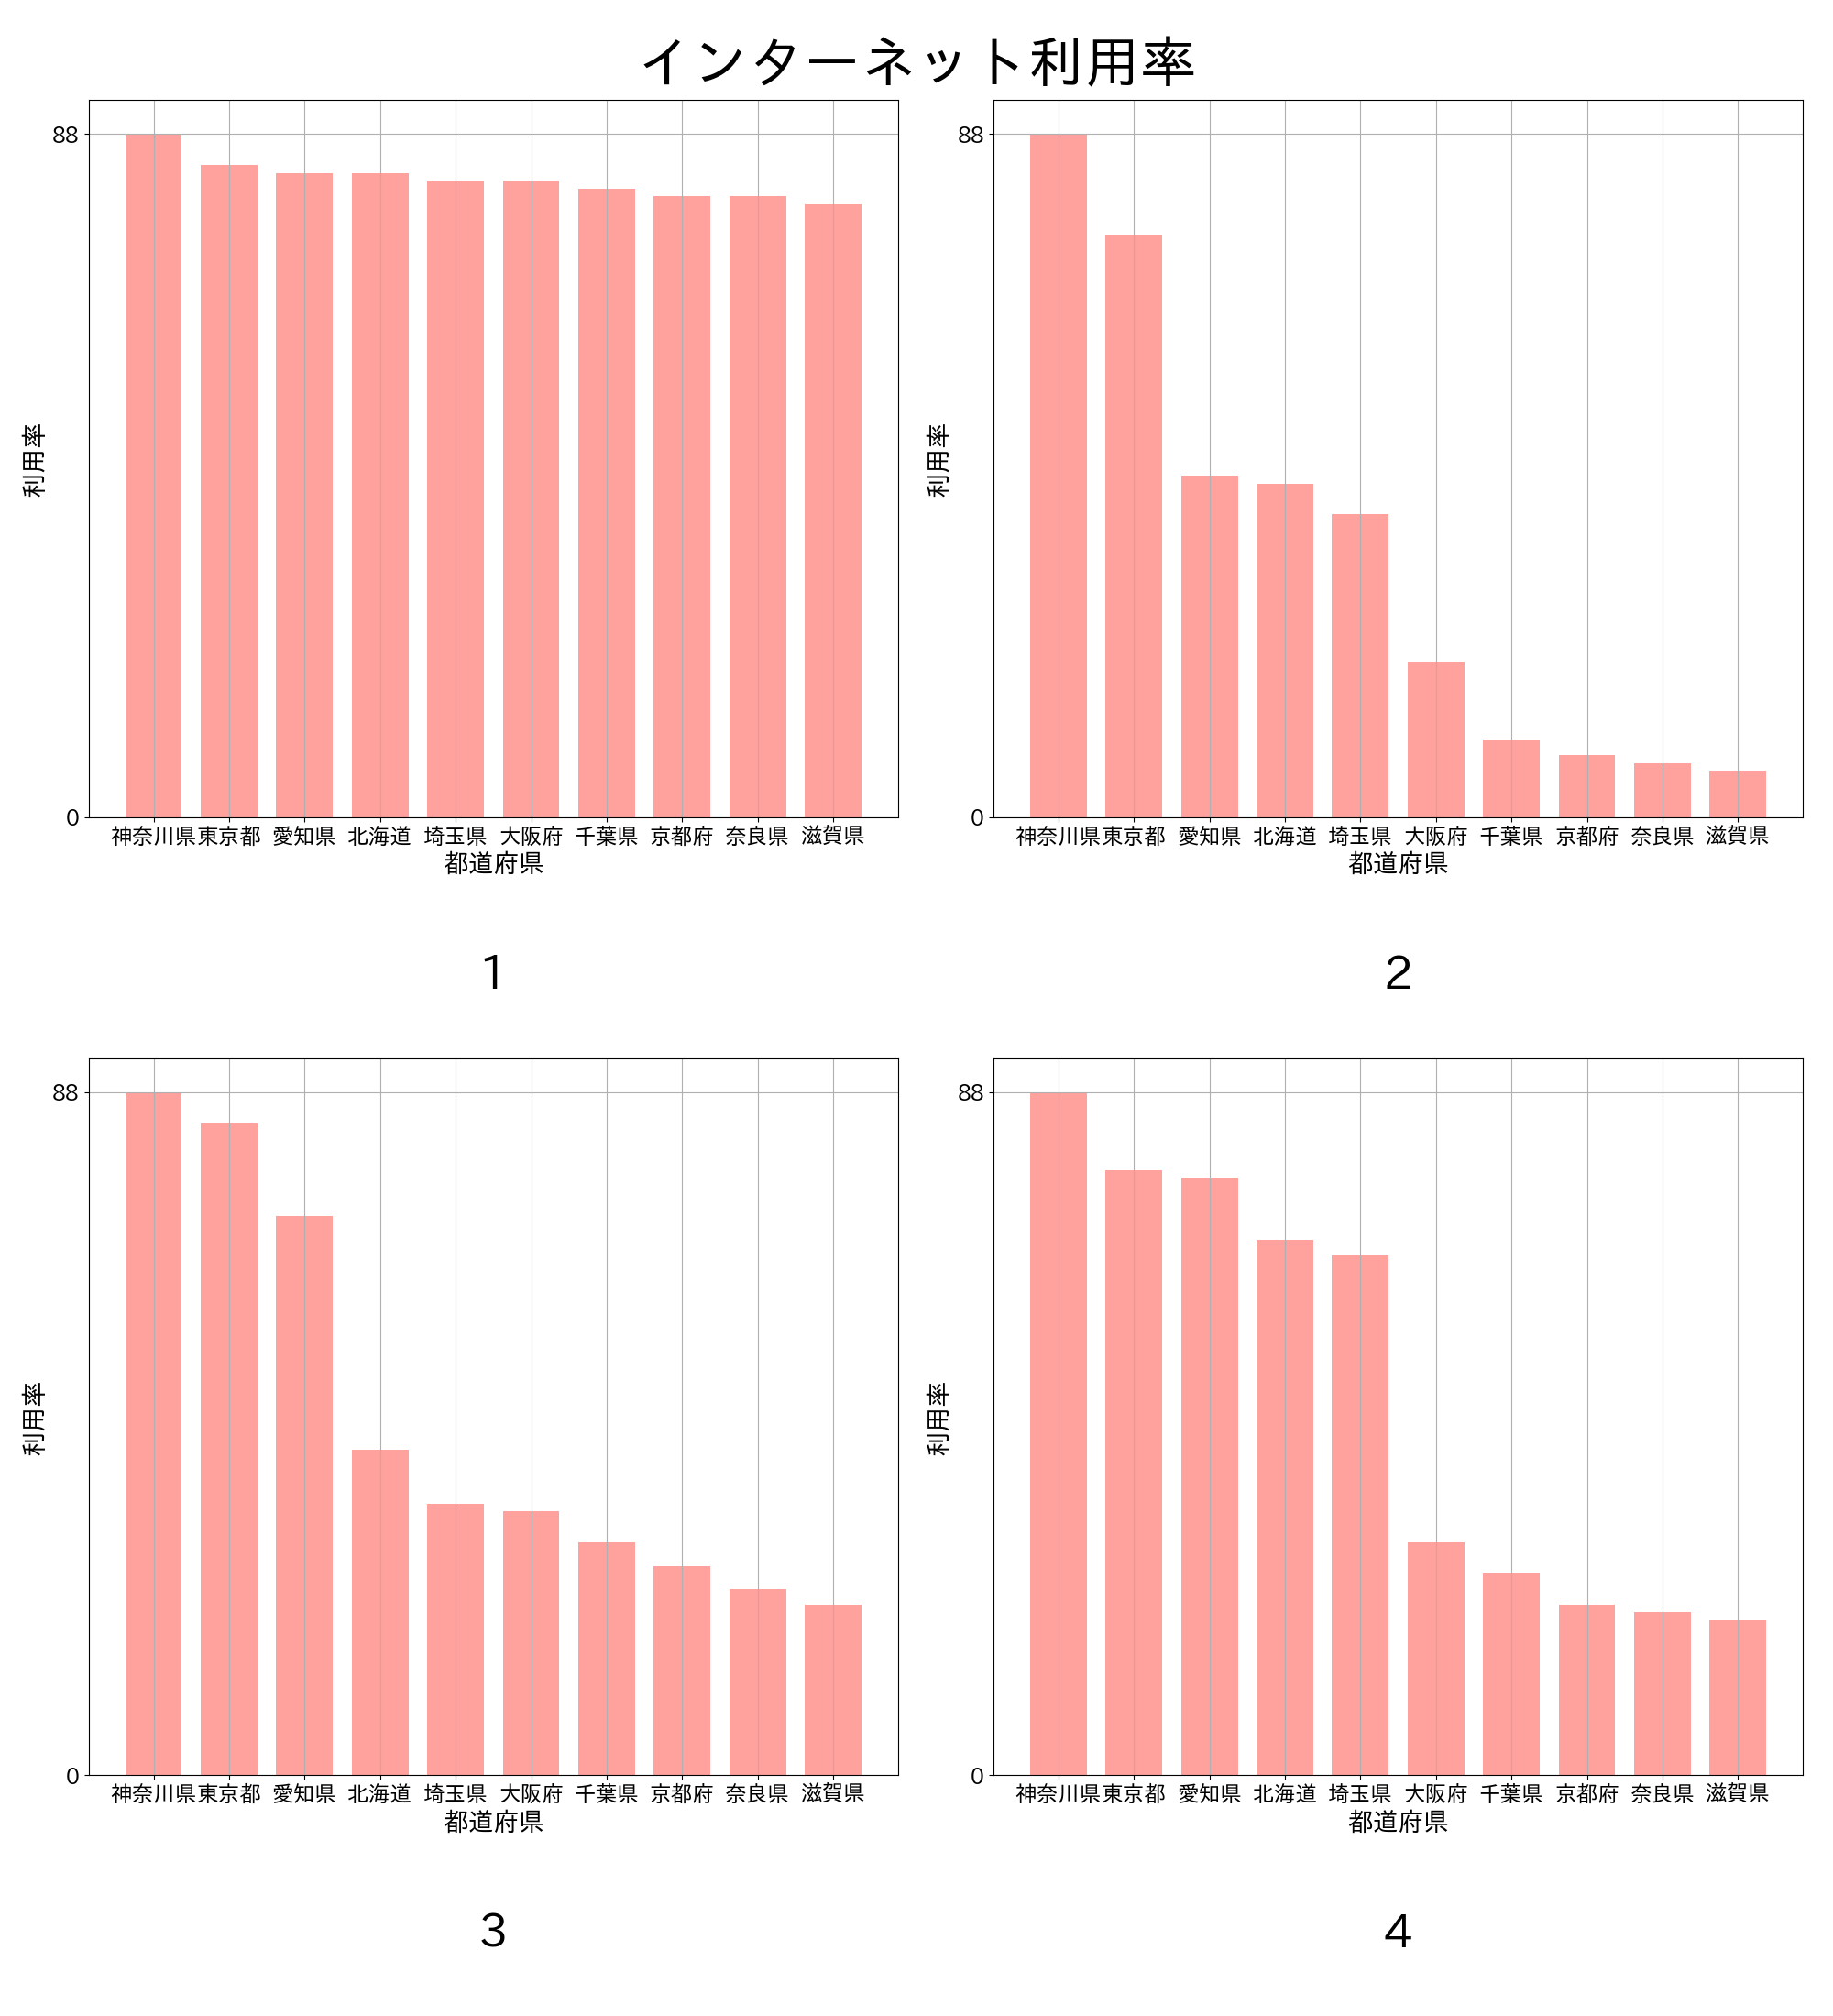 インターネット利用率
88
0
利用率
神奈川県 東京都 愛知県 北海道 埼玉県 大阪府 千葉県 京都府 奈良県 滋賀県
都道府県
1
88
0
利用率
神奈川県 東京都 愛知県 北海道 埼玉県 大阪府 千葉県 京都府 奈良県 滋賀県
都道府県
2
88
0
利用率
神奈川県 東京都 愛知県 北海道 埼玉県 大阪府 千葉県 京都府 奈良県 滋賀県
都道府県
3
88
0
利用率
神奈川県 東京都 愛知県 北海道 埼玉県 大阪府 千葉県 京都府 奈良県 滋賀県
都道府県
4